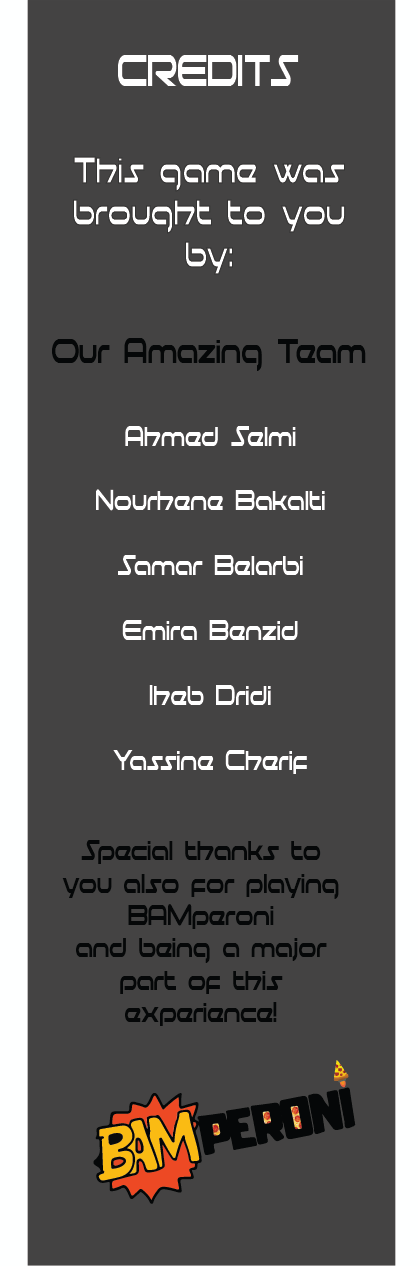 CREDITS
This game was
brought to you
by:
Our Amazing Team
Ahmed Selmi
Nourhene Bakalti
Samar Belarbi
Emira Benzid
Iheb Dridi
Yassine Cherif
Special thanks to
you also for playing
BAMperoni
and being a major
part of this
experience!
BAMPERONI